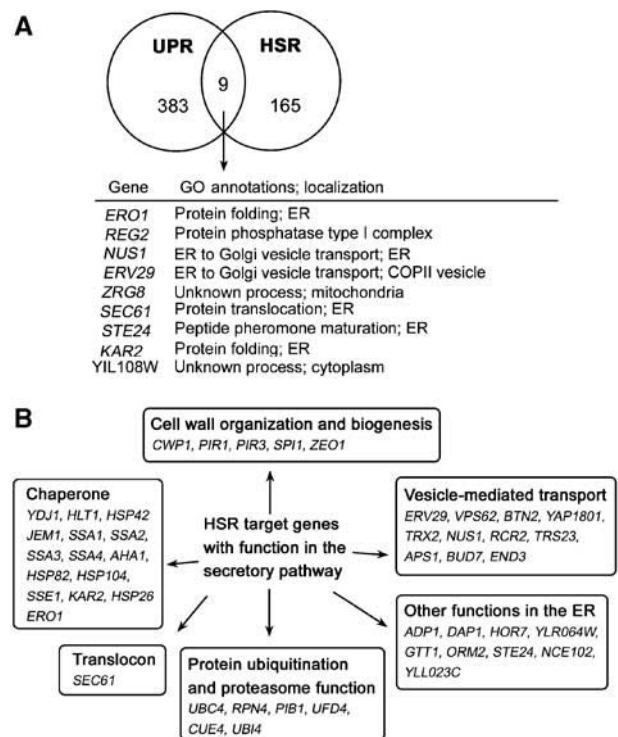 A
UPR
HSR
383
9
165
Gene GO annotations; localization
ERO1 Protein folding; ER
REG2 Protein phosphatase type I complex
NUS1 ER to Golgi vesicle transport; ER
ERV29 ER to Golgi vesicle transport; COPII vesicle
ZRG8 Unknown process; mitochondria
SEC61 Protein translocation; ER
STE24 Peptide pheromone maturation; ER
KAR2 Protein folding; ER
YIL108W Unknown process; cytoplasm
B
Cell wall organization and biogenesis
CWP1, PIR1, PIR3, SPI1, ZEO1
Chaperone
YDJ1, HLT1, HSP42
JEM1, SSA1, SSA2,
SSA3, SSA4, AHA1,
HSP82, HSP104,
SSE1, KAR2, HSP26
ERO1
HSR target genes
with function in the
secretory pathway
Vesicle-mediated transport
ERV29, VPS62, BTN2, YAP1801,
TRX2, NUS1, RCR2, TRS23,
APS1, BUD7, END3
Translocon
SEC61
Protein ubiquitination
and proteasome function
UBC4, RPN4, PIB1, UFD4,
CUE4, UBI4
Other functions in the ER
ADP1, DAP1, HOR7, YLR064W,
GTT1, ORM2, STE24, NCE102,
YLL023C